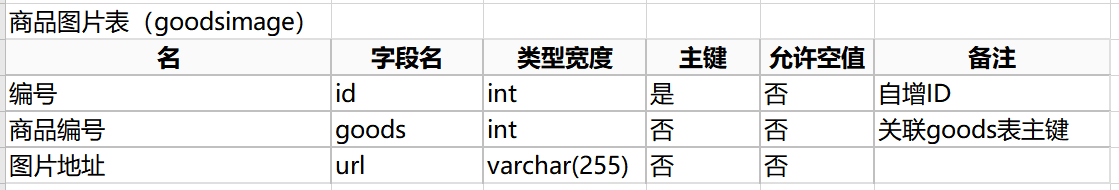 商品图片表（goodsimage）
名 字段名 类型宽度 主键 允许空值 备注
编号 id int 是 否 自增ID
商品编号 goods int 否 否 关联goods表主键
图片地址 url varchar(255) 否 否